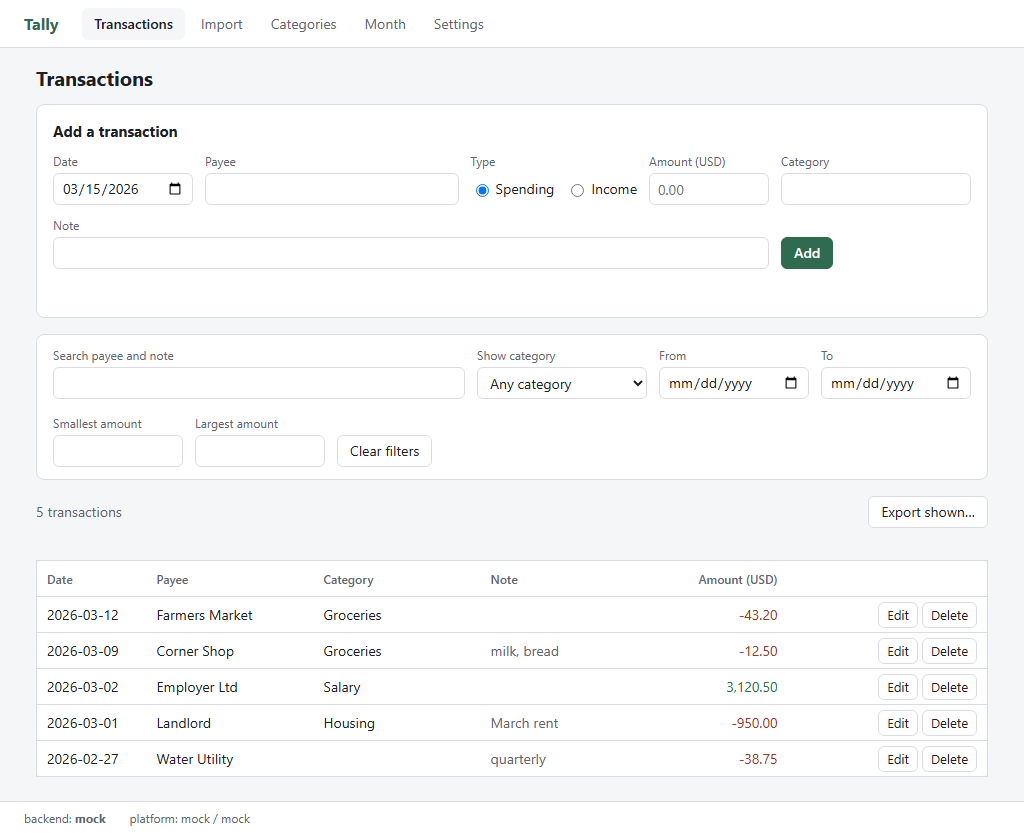 Tally Transactions Import Categories Month Settings
Transactions
Add a transaction
Date Payee Type Amount (USD) Category
03/15/2026 Spending Income 0.00
Note
Add
Search payee and note Show category From To
Any category mm/dd/yyyy mm/dd/yyyy
Smallest amount Largest amount
Clear filters
5 transactions Export shown...
Date Payee Category Note Amount (USD)
2026-03-12 Farmers Market Groceries -43.20 Edit Delete
2026-03-09 Corner Shop Groceries milk, bread -12.50 Edit Delete
2026-03-02 Employer Ltd Salary 3,120.50 Edit Delete
2026-03-01 Landlord Housing March rent -950.00 Edit Delete
2026-02-27 Water Utility quarterly -38.75 Edit Delete
backend: mock platform: mock / mock